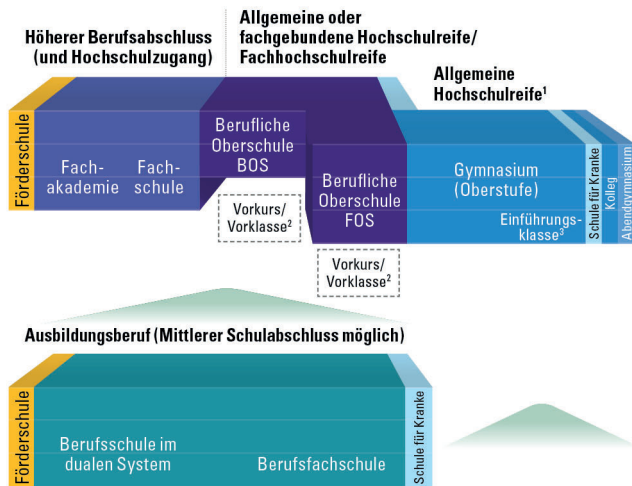 Höherer Berufsabschluss
(und Hochschulzugang)
Allgemeine oder
fachgebundene Hochschulreife/
Fachhochschulreife
Allgemeine
Hochschulreife¹
Förderschule
Fach-
akademie
Fach-
schule
Berufliche
Oberschule
BOS
Vorkurs/
Vorklasse²
Berufliche
Oberschule
FOS
Vorkurs/
Vorklasse²
Gymnasium
(Oberstufe)
Einführungs-
klasse³
Schule für Kranke
Kolleg
Abendgymnasium
Ausbildungsberuf (Mittlerer Schulabschluss möglich)
Förderschule
Berufsschule im
dualen System
Berufsfachschule
Schule für Kranke